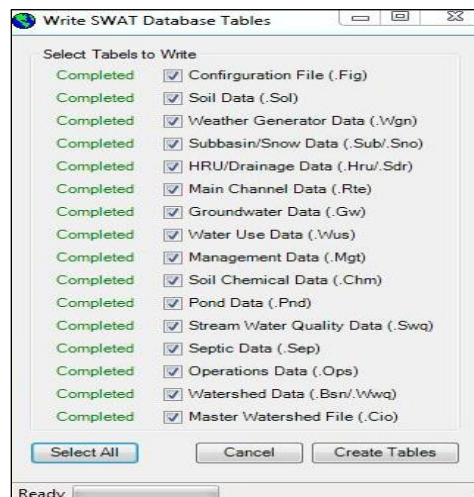 Write SWAT Database Tables
Select Tabels to Write
Completed Confirguration File (.Fig)
Completed Soil Data (.Sol)
Completed Weather Generator Data (.Wgn)
Completed Subbasin/Snow Data (.Sub/.Sno)
Completed HRU/Drainage Data (.Hru/.Sdr)
Completed Main Channel Data (.Rte)
Completed Groundwater Data (.Gw)
Completed Water Use Data (.Wus)
Completed Management Data (.Mgt)
Completed Soil Chemical Data (.Chm)
Completed Pond Data (.Pnd)
Completed Stream Water Quality Data (.Swq)
Completed Septic Data (.Sep)
Completed Operations Data (.Ops)
Completed Watershed Data (.Bsn/.Wwq)
Completed Master Watershed File (.Cio)
Select All Cancel Create Tables
Ready